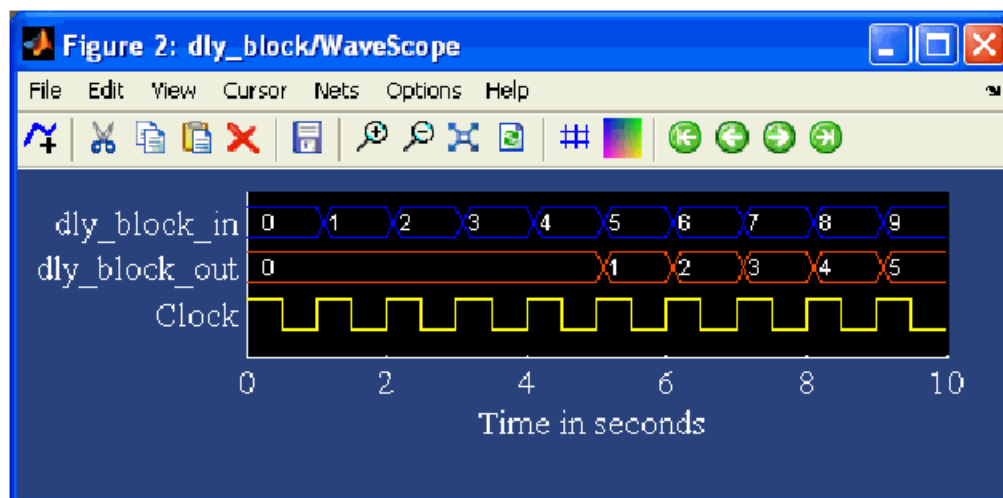 Figure 2: dly_block/WaveScope
File Edit View Cursor Nets Options Help
dly_block_in 0 1 2 3 4 5 6 7 8 9
dly_block_out 0 1 2 3 4 5
Clock
0 2 4 6 8 10
Time in seconds